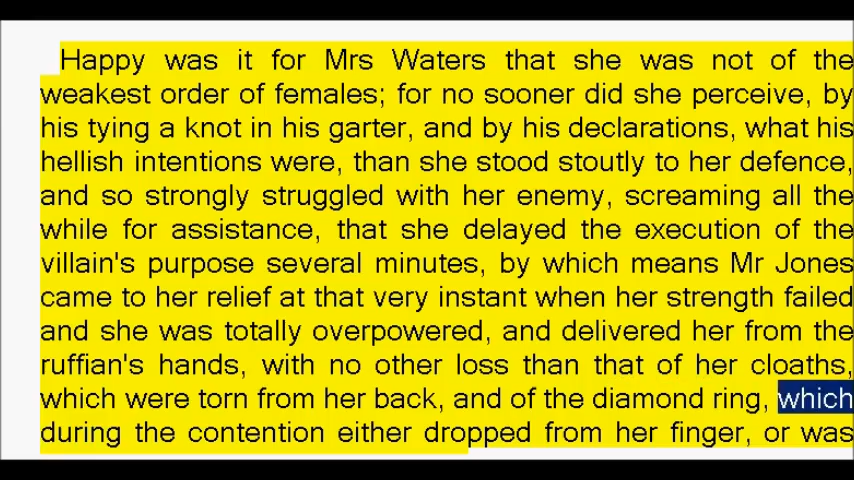 Happy was it for Mrs Waters that she was not of the
weakest order of females; for no sooner did she perceive, by
his tying a knot in his garter, and by his declarations, what his
hellish intentions were, than she stood stoutly to her defence,
and so strongly struggled with her enemy, screaming all the
while for assistance, that she delayed the execution of the
villain's purpose several minutes, by which means Mr Jones
came to her relief at that very instant when her strength failed
and she was totally overpowered, and delivered her from the
ruffian's hands, with no other loss than that of her cloaths,
which were torn from her back, and of the diamond ring, which
during the contention either dropped from her finger, or was